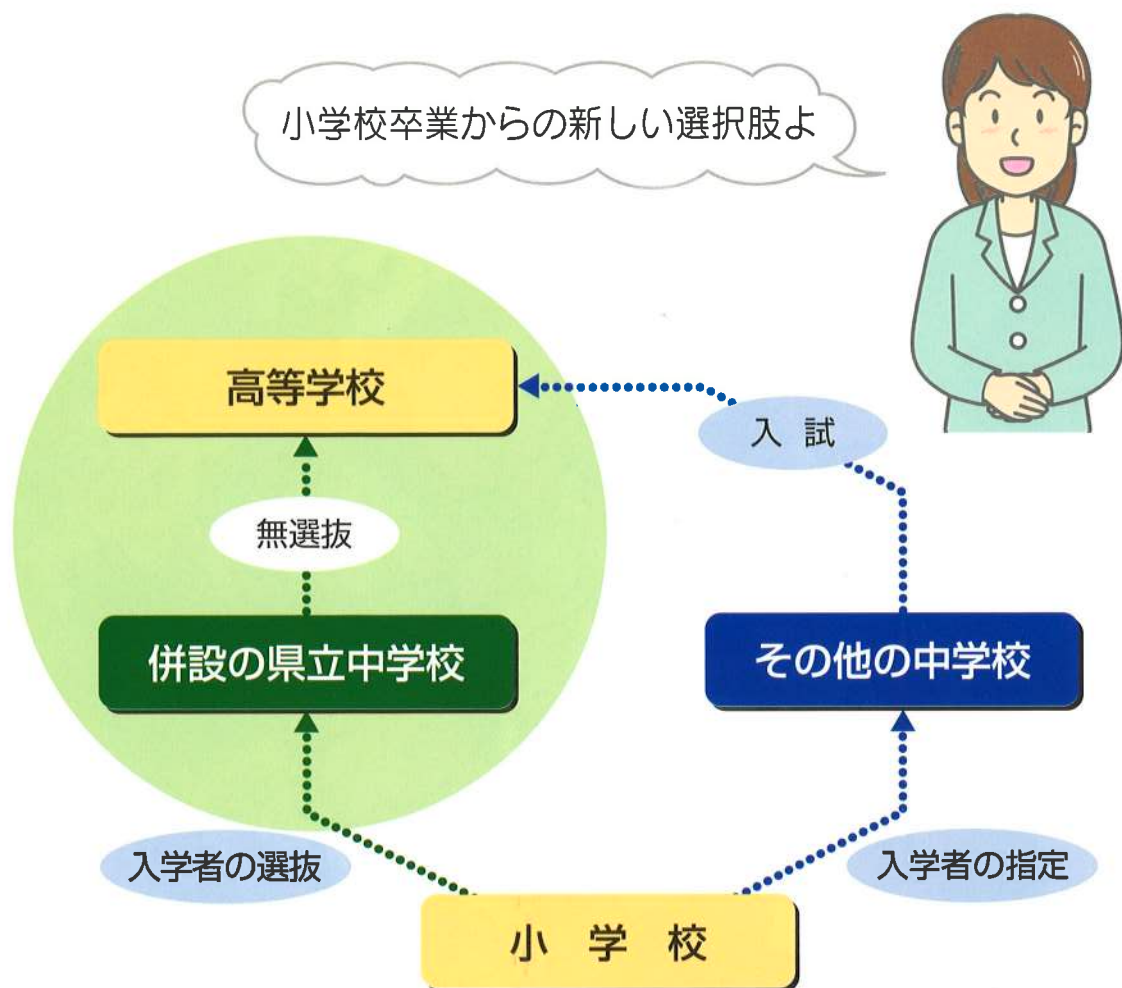 小学校卒業からの新しい選択肢よ
高等学校
入 試
無選抜
併設の県立中学校
その他の中学校
入学者の選抜
入学者の指定
小 学 校